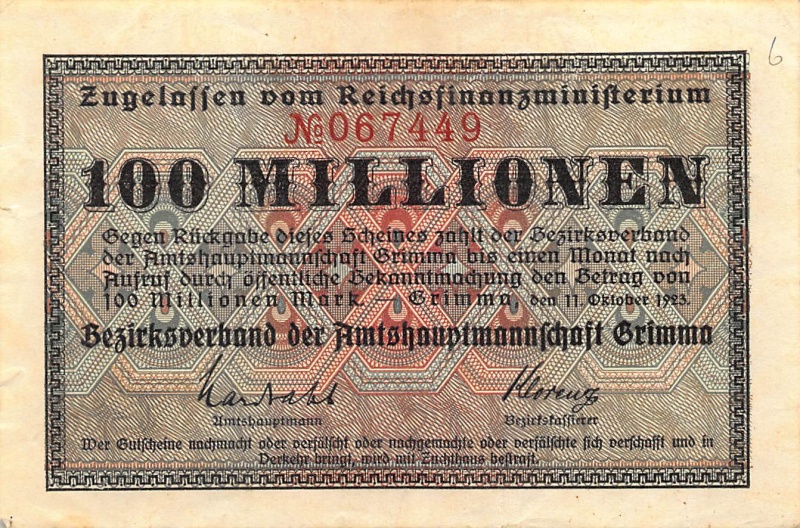 6
Zugelassen vom Reichsfinanzministerium
№067449
100 MILLIONEN
Gegen Rückgabe dieses Scheines zahlt der Bezirksverband
der Amtshauptmannschaft Grimma bis einen Monat nach
Aufruf durch öffentliche Bekanntmachung den Betrag von
100 Millionen Mark — Grimma, den 11. Oktober 1923.
Bezirksverband der Amtshauptmannschaft Grimma
Amtshauptmann Bezirkskassierer
Wer Gutscheine nachmacht oder verfälscht oder nachgemachte oder verfälschte sich verschafft und in
Verkehr bringt, wird mit Zuchthaus bestraft.